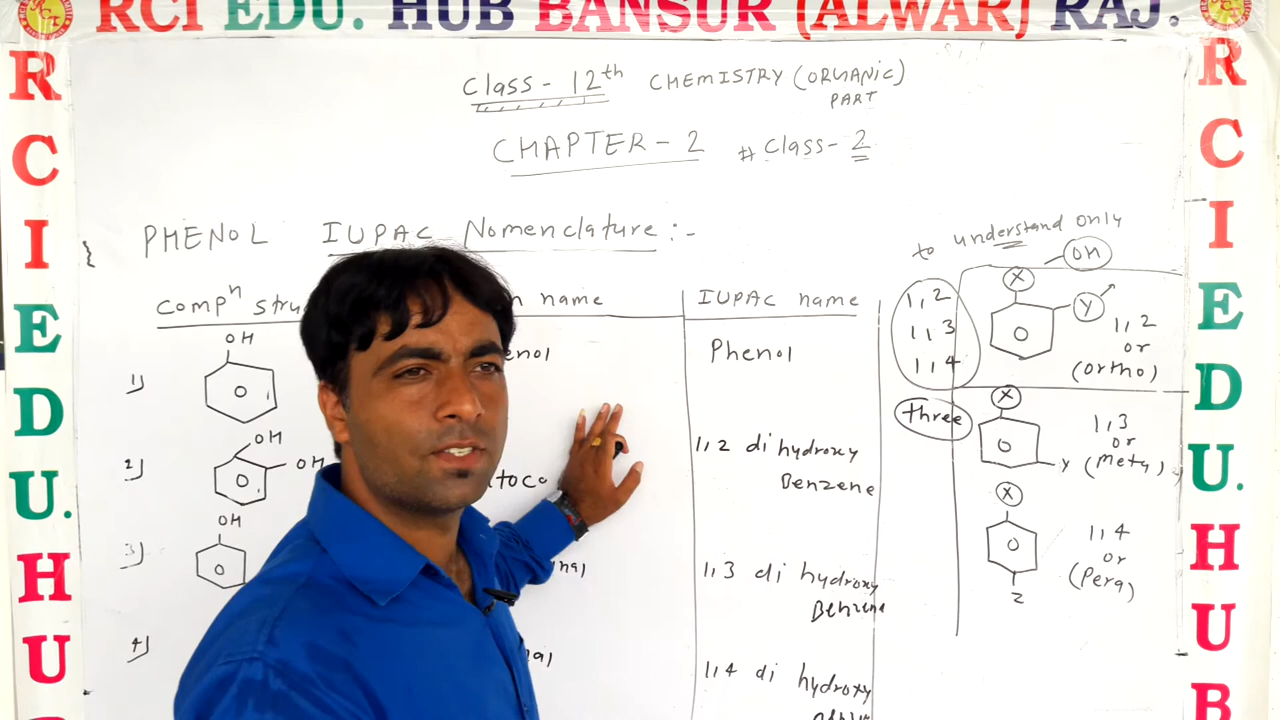 RCI EDU. HUB BANSUR (ALWAR) RAJ.
R
C
I
E
D
U.
H
U
Class - 12th CHEMISTRY (ORGANIC)
PART
CHAPTER - 2 # Class - 2
PHENOL IUPAC Nomenclature :-
Compn stru
n name
IUPAC name
1)
OH
enol
Phenol
2)
OH
OH
1,2 di hydroxy
Benzene
3)
OH
1,3 di hydroxy
Benzene
4)
1,4 di hydroxy
to understand only
1,2
1,3
1,4
three
OH
X
Y
1,2
or
(ortho)
X
Y
1,3
or
(Meta)
X
Z
1,4
or
(Pera)
R
C
I
E
D
U.
H
U
B